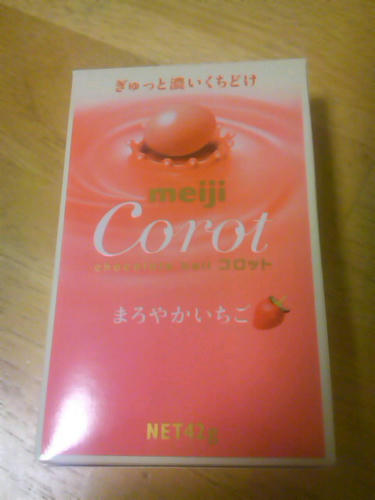 ぎゅっと濃いくちどけ
meiji
Corot
chocolate ball コロット
まろやかいちご
NET42g